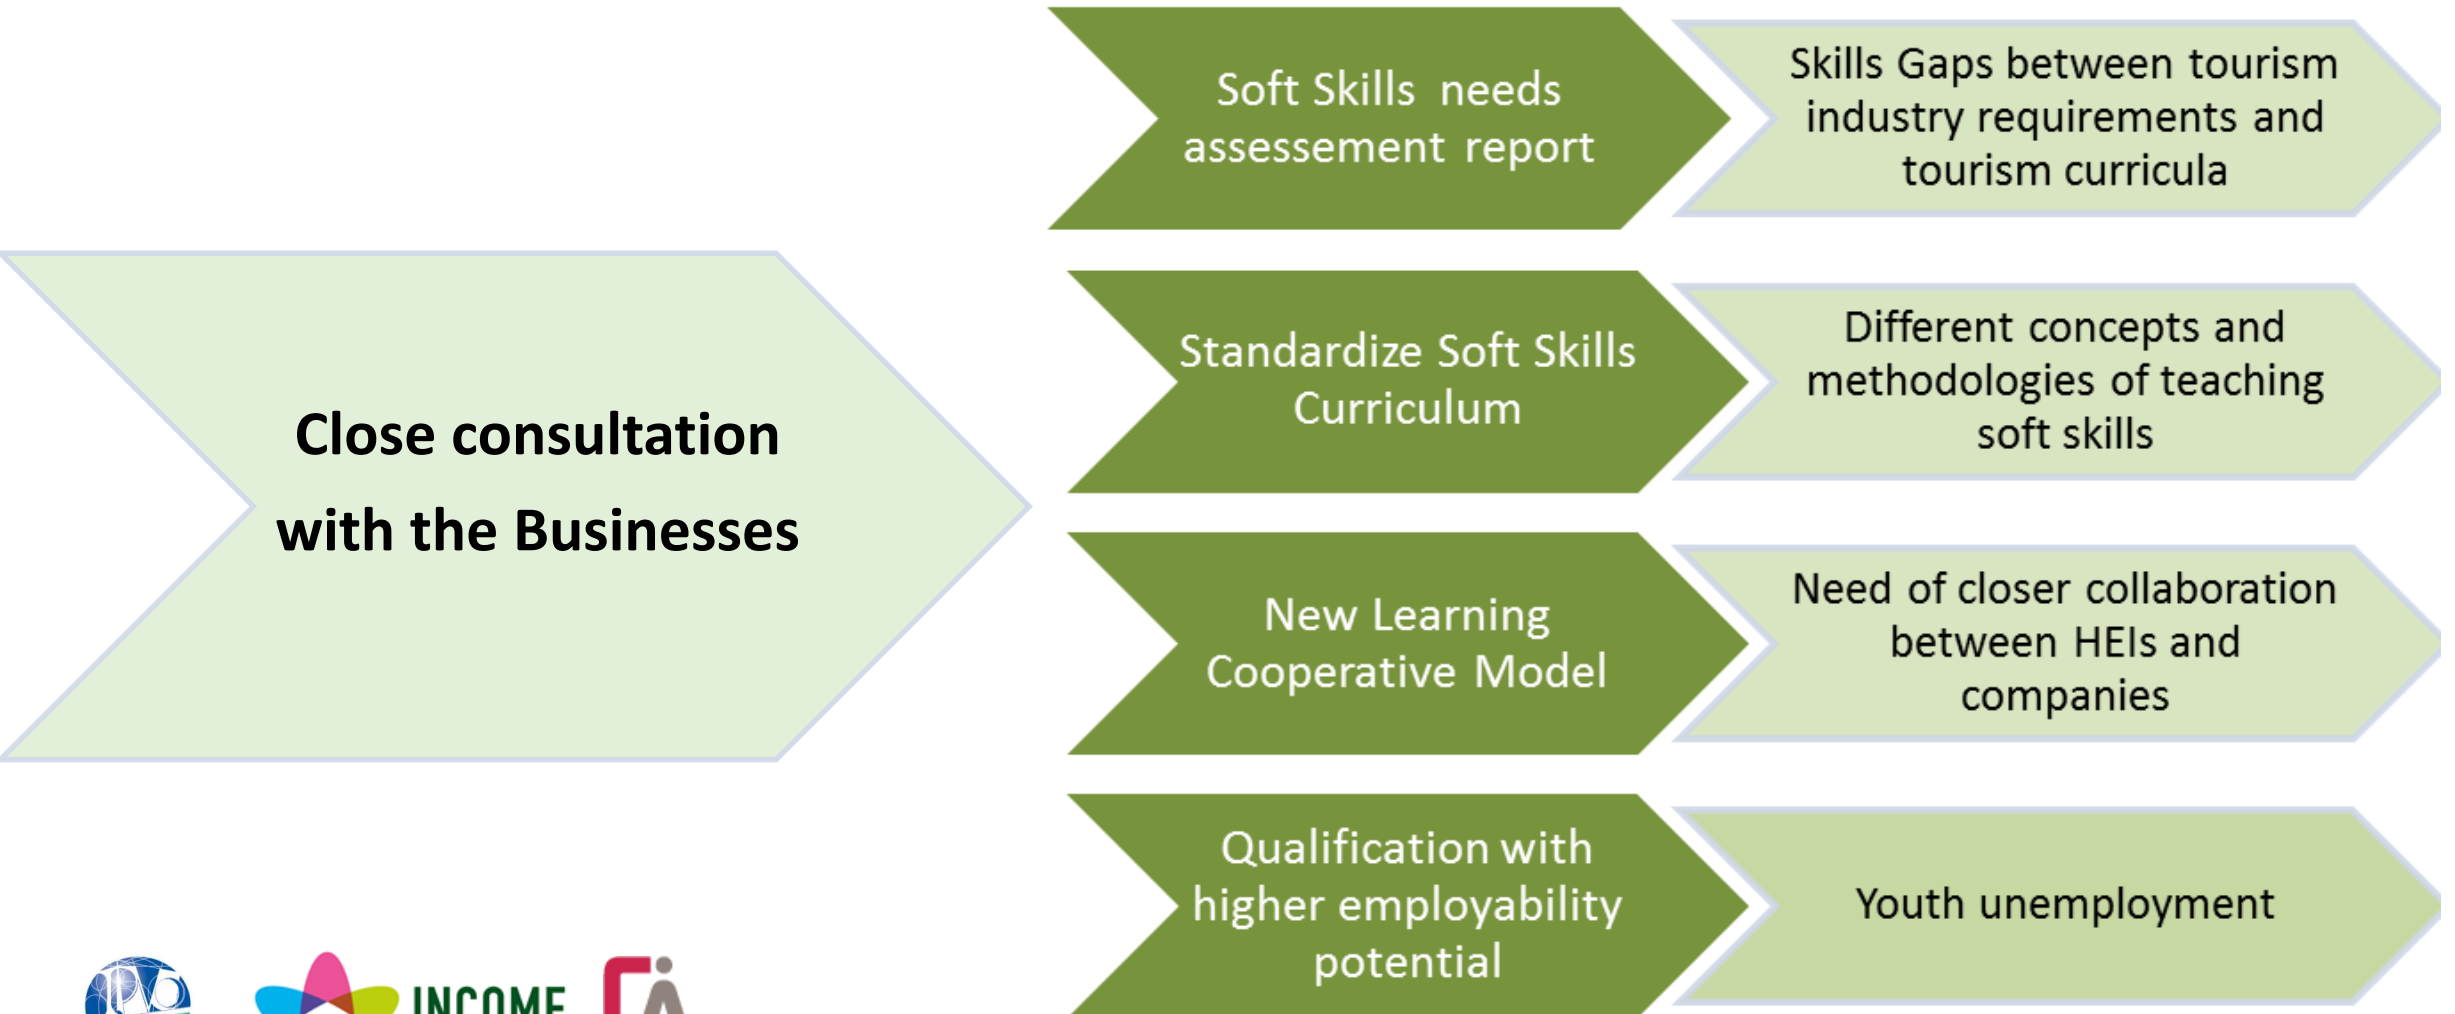 Close consultation
with the Businesses
Soft Skills needs
assessement report
Skills Gaps between tourism
industry requirements and
tourism curricula
Standardize Soft Skills
Curriculum
Different concepts and
methodologies of teaching
soft skills
New Learning
Cooperative Model
Need of closer collaboration
between HEIs and
companies
Qualification with
higher employability
potential
Youth unemployment
INCOME